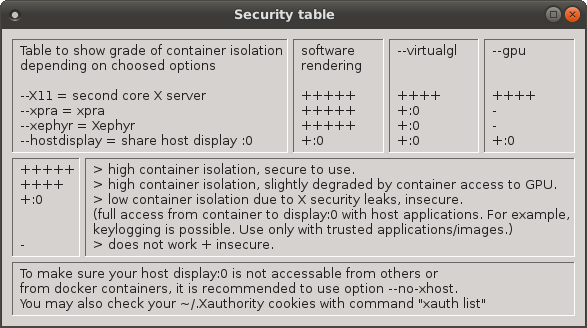 Security table
Table to show grade of container isolation
depending on choosed options
--X11 = second core X server
--xpra = xpra
--xephyr = Xephyr
--hostdisplay = share host display :0
software
rendering
+++++
+++++
+++++
+:0
--virtualgl
++++
+:0
+:0
+:0
--gpu
++++
-
-
+:0
+++++
++++
+:0
-
> high container isolation, secure to use.
> high container isolation, slightly degraded by container access to GPU.
> low container isolation due to X security leaks, insecure.
(full access from container to display:0 with host applications. For example,
keylogging is possible. Use only with trusted applications/images.)
> does not work + insecure.
To make sure your host display:0 is not accessable from others or
from docker containers, it is recommended to use option --no-xhost.
You may also check your ~/.Xauthority cookies with command "xauth list"